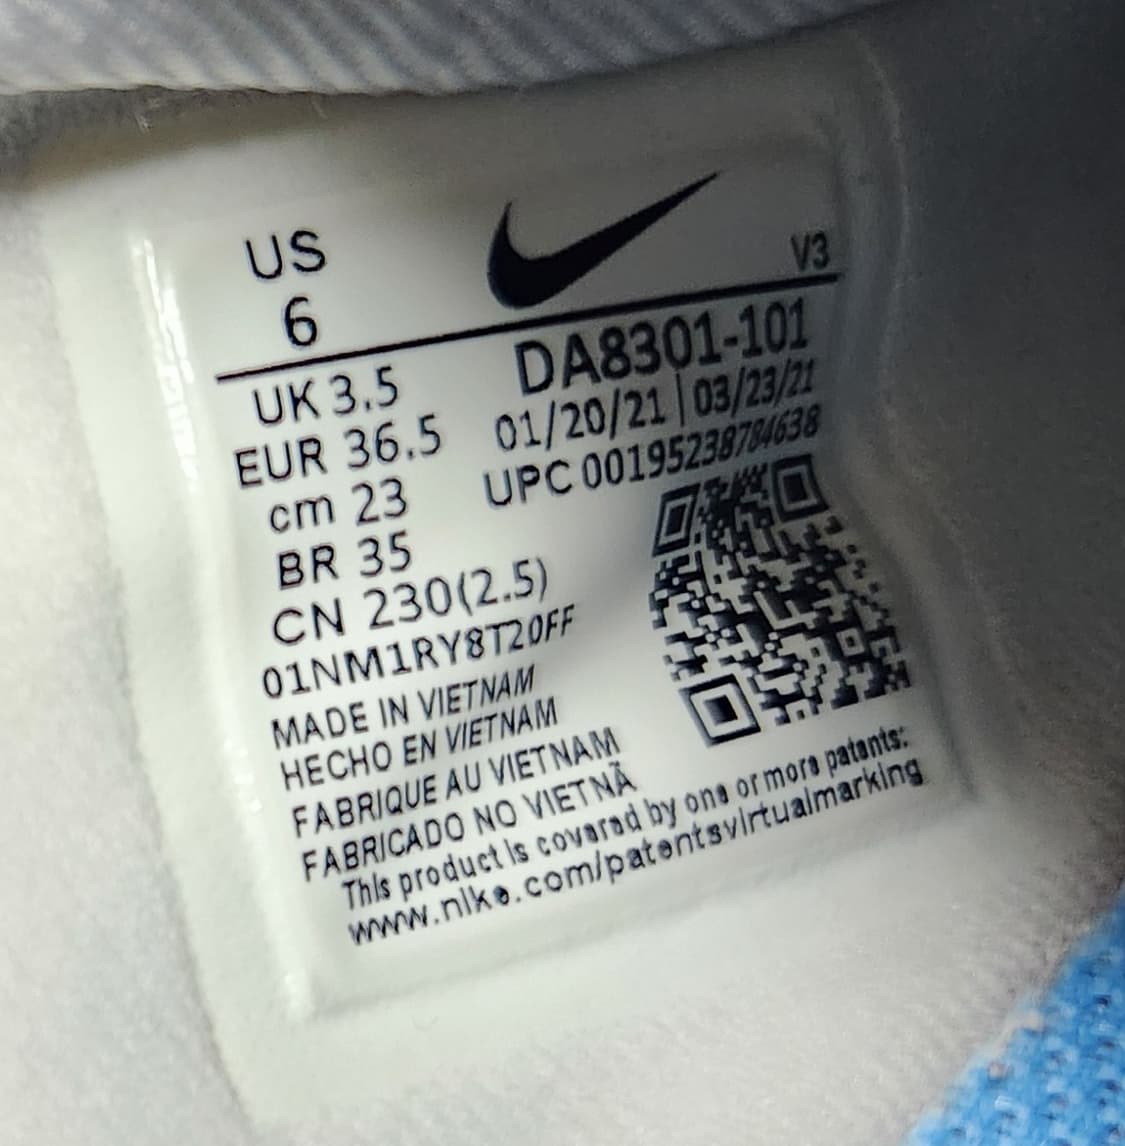 US
6
V3
UK 3.5
EUR 36.5
cm 23
BR 35
CN 230(2.5)
DA8301-101
01/20/21 | 03/23/21
UPC 00195238784638
01NM1RY8T20FF
MADE IN VIETNAM
HECHO EN VIETNAM
FABRIQUE AU VIETNAM
FABRICADO NO VIETNÃ
This product is covered by one or more patents:
www.nike.com/patentsvirtualmarking